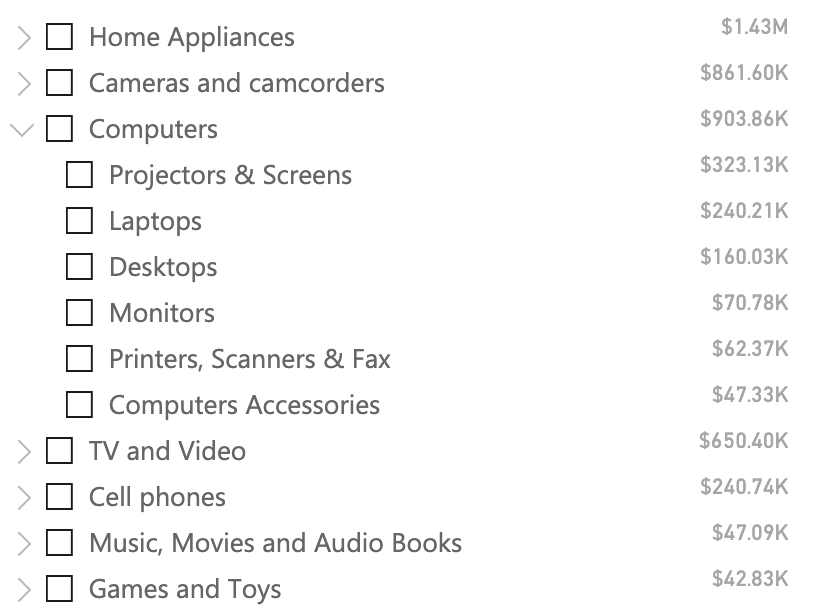 Home Appliances $1.43M
Cameras and camcorders $861.60K
Computers $903.86K
Projectors & Screens $323.13K
Laptops $240.21K
Desktops $160.03K
Monitors $70.78K
Printers, Scanners & Fax $62.37K
Computers Accessories $47.33K
TV and Video $650.40K
Cell phones $240.74K
Music, Movies and Audio Books $47.09K
Games and Toys $42.83K